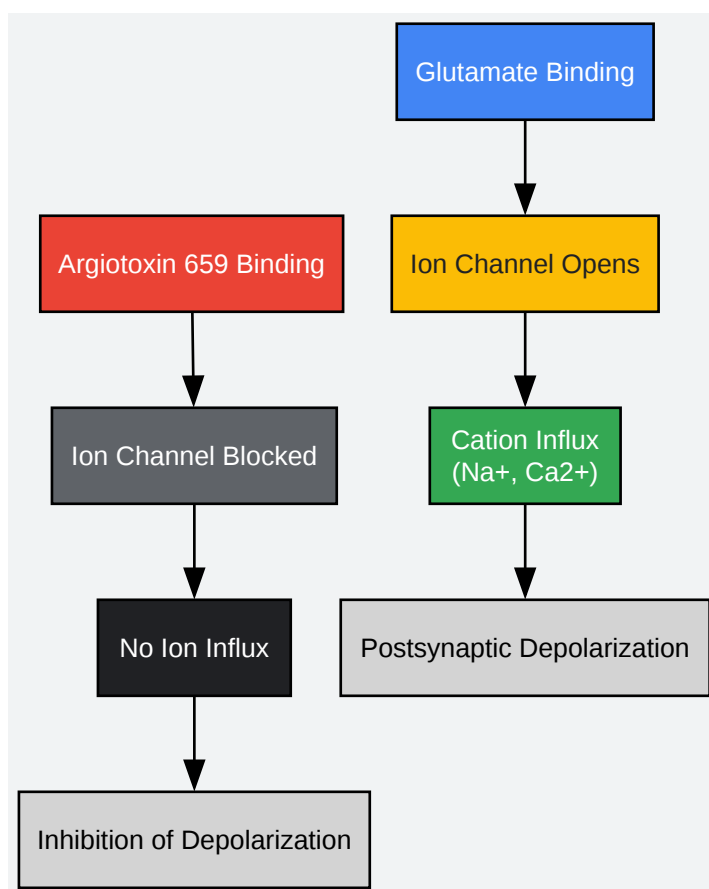 Glutamate Binding
Argiotoxin 659 Binding
Ion Channel Opens
Ion Channel Blocked
Cation Influx
(Na+, Ca2+)
No Ion Influx
Postsynaptic Depolarization
Inhibition of Depolarization